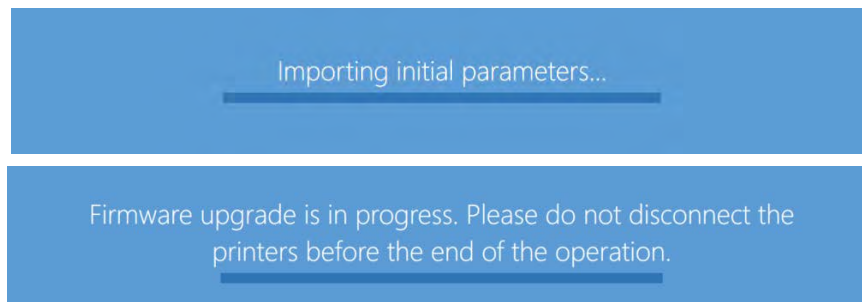 Importing initial parameters...
Firmware upgrade is in progress. Please do not disconnect the
printers before the end of the operation.